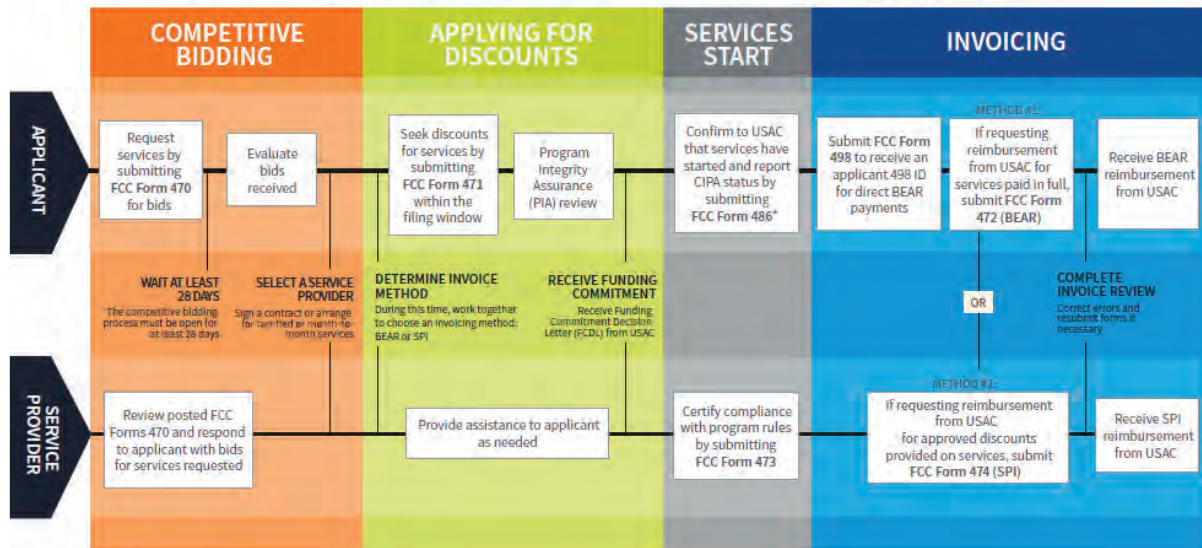 COMPETITIVE
BIDDING
APPLYING FOR
DISCOUNTS
SERVICES
START
INVOICING
APPLICANT
Request
services by
submitting
FCC Form 470
for bids
Evaluate
bids
received
Seek discounts
for services by
submitting
FCC Form 471
within the
filing window
Program
Integrity
Assurance
(PIA) review
Confirm to USAC
that services have
started and report
CIPA status by
submitting
FCC Form 486*
Submit FCC Form
498 to receive an
applicant 498 ID
for direct BEAR
payments
METHOD #1:
If requesting
reimbursement
from USAC for
services paid in full,
submit FCC Form
472 (BEAR)
Receive BEAR
reimbursement
from USAC
WAIT AT LEAST
28 DAYS
The competitive bidding
process must be open for
at least 28 days
SELECT A SERVICE
PROVIDER
Sign a contract or arrange
for tariffed or month-to-
month services
DETERMINE INVOICE
METHOD
During this time, work together
to choose an invoicing method:
BEAR or SPI
RECEIVE FUNDING
COMMITMENT
Receive Funding
Commitment Decision
Letter (FCDL) from USAC
OR
COMPLETE
INVOICE REVIEW
Correct errors and
resubmit forms if
necessary
SERVICE
PROVIDER
Review posted FCC
Forms 470 and respond
to applicant with bids
for services requested
Provide assistance to applicant
as needed
Certify compliance
with program rules
by submitting
FCC Form 473
METHOD #2:
If requesting reimbursement
from USAC
for approved discounts
provided on services, submit
FCC Form 474 (SPI)
Receive SPI
reimbursement
from USAC